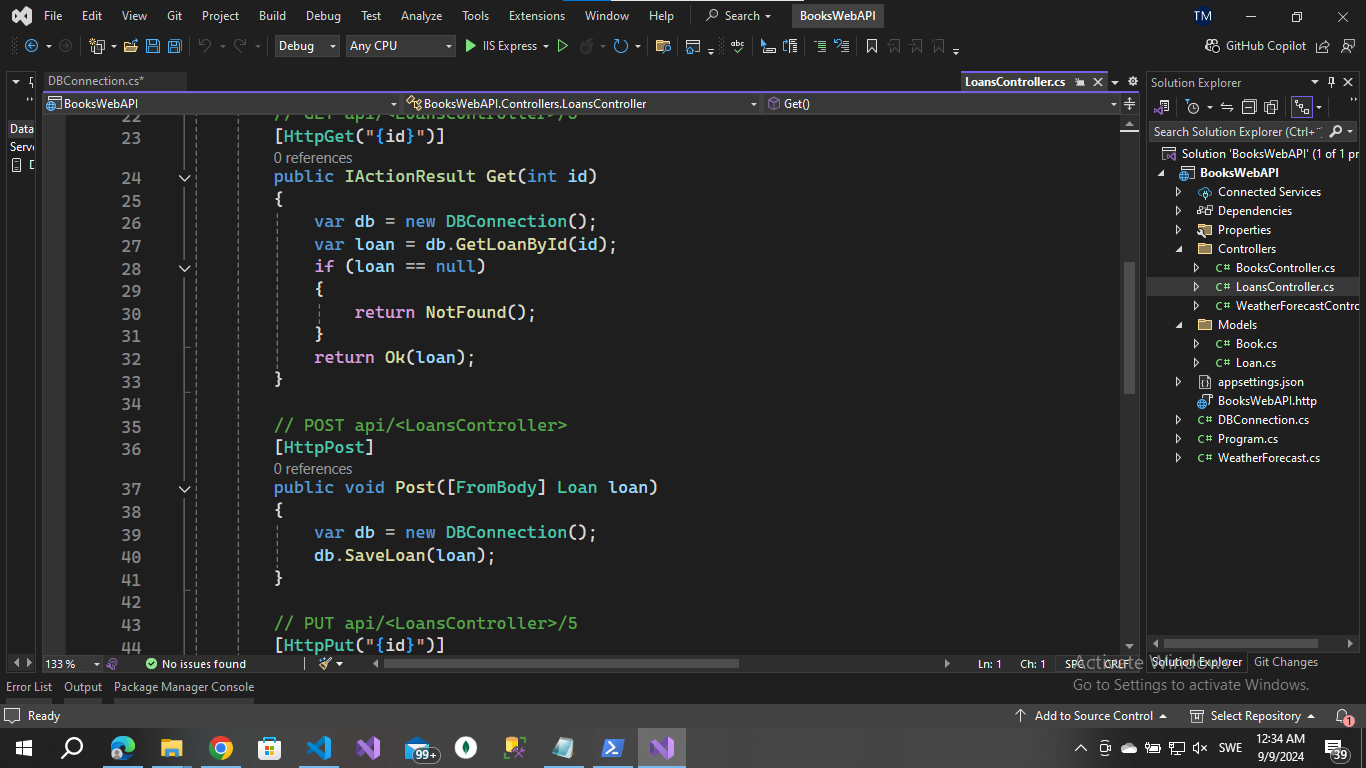 File Edit View Git Project Build Debug Test Analyze Tools Extensions Window Help Search BooksWebAPI TM
Debug Any CPU IIS Express GitHub Copilot
DBConnection.cs* LoansController.cs
BooksWebAPI BooksWebAPI.Controllers.LoansController Get()
Data
Serv
D
22 // GET api/<LoansController>/5
23 [HttpGet("{id}")]
0 references
24 public IActionResult Get(int id)
25 {
26 var db = new DBConnection();
27 var loan = db.GetLoanById(id);
28 if (loan == null)
29 {
30 return NotFound();
31 }
32 return Ok(loan);
33 }
34
35 // POST api/<LoansController>
36 [HttpPost]
0 references
37 public void Post([FromBody] Loan loan)
38 {
39 var db = new DBConnection();
40 db.SaveLoan(loan);
41 }
42
43 // PUT api/<LoansController>/5
44 [HttpPut("{id}")]
133 % No issues found Ln: 1 Ch: 1 SPC CRLF
Solution Explorer
Search Solution Explorer (Ctrl+
Solution 'BooksWebAPI' (1 of 1 pr
BooksWebAPI
Connected Services
Dependencies
Properties
Controllers
C# BooksController.cs
C# LoansController.cs
C# WeatherForecastContro
Models
C# Book.cs
C# Loan.cs
appsettings.json
BooksWebAPI.http
C# DBConnection.cs
C# Program.cs
C# WeatherForecast.cs
Solution Explorer Git Changes
Activate Windows
Go to Settings to activate Windows.
Error List Output Package Manager Console
Ready Add to Source Control Select Repository 1
99+ SWE 12:34 AM
9/9/2024 39